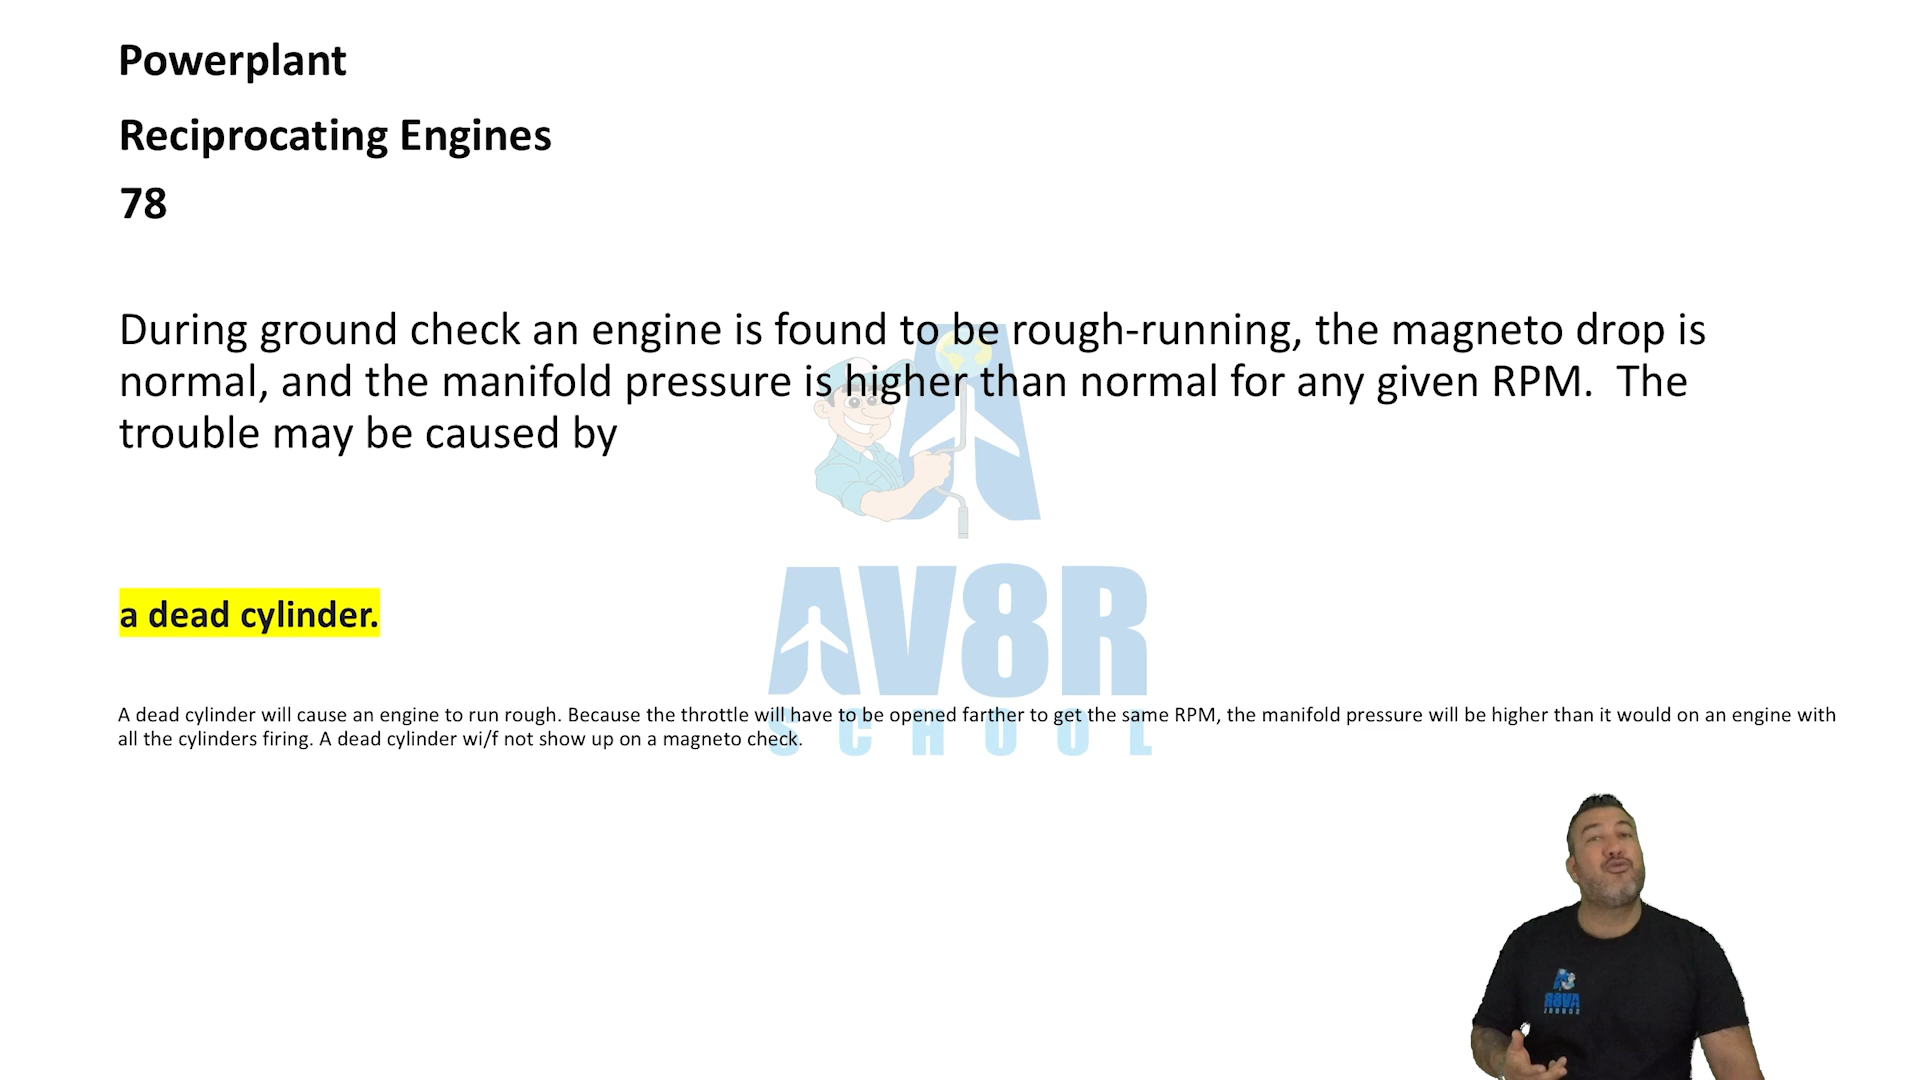 Powerplant
Reciprocating Engines
78
During ground check an engine is found to be rough-running, the magneto drop is
normal, and the manifold pressure is higher than normal for any given RPM.  The
trouble may be caused by
a dead cylinder.
AV8R
SCHOOL
A dead cylinder will cause an engine to run rough. Because the throttle will have to be opened farther to get the same RPM, the manifold pressure will be higher than it would on an engine with
all the cylinders firing. A dead cylinder wi/f not show up on a magneto check.